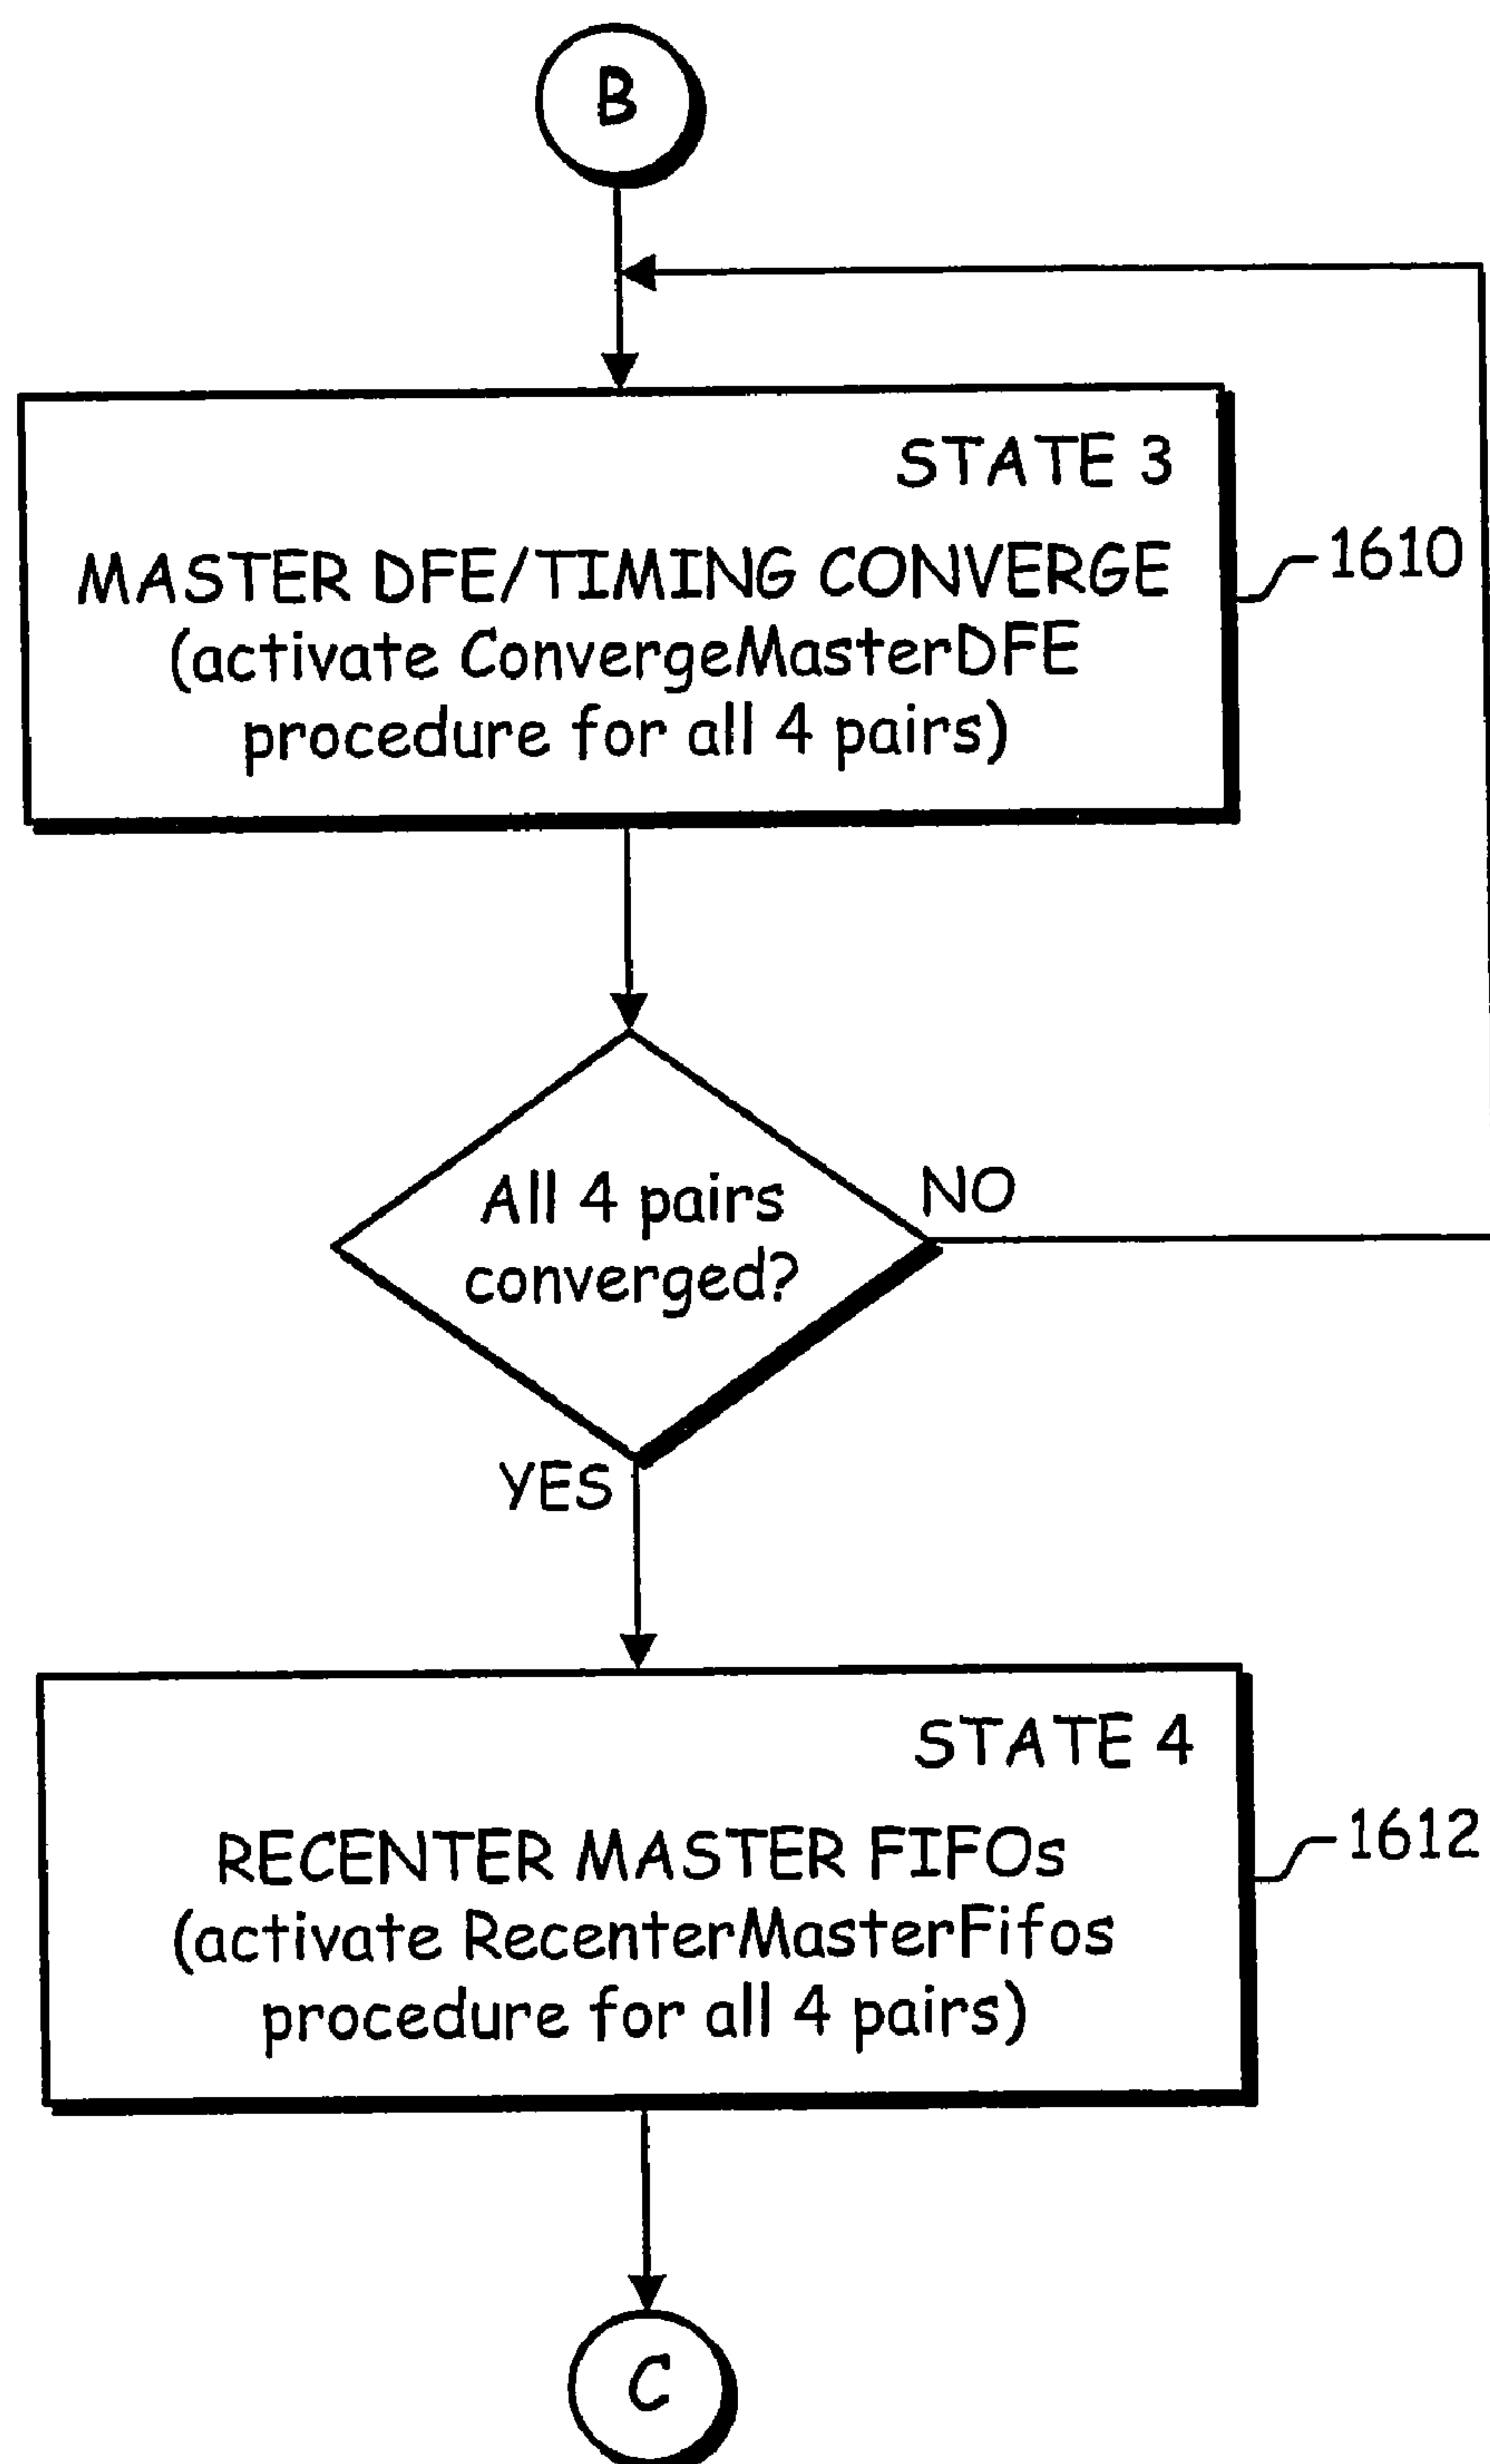 B
STATE 3
MASTER DFE/TIMING CONVERGE
(activate ConvergeMasterDFE
procedure for all 4 pairs)
1610
All 4 pairs
converged?
NO
YES
STATE 4
RECENTER MASTER FIFOs
(activate RecenterMasterFifos
procedure for all 4 pairs)
1612
C